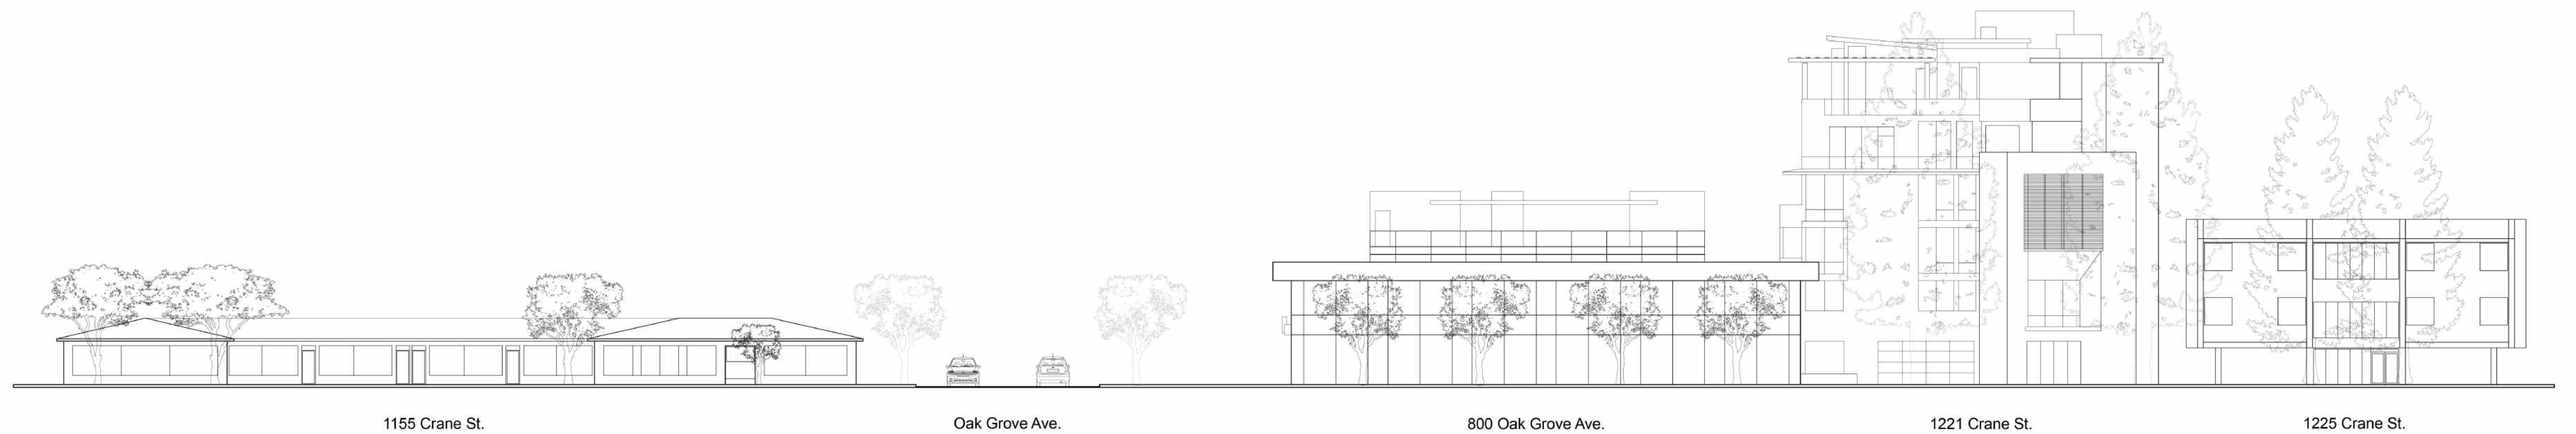 1155 Crane St.
Oak Grove Ave.
800 Oak Grove Ave.
1221 Crane St.
1225 Crane St.